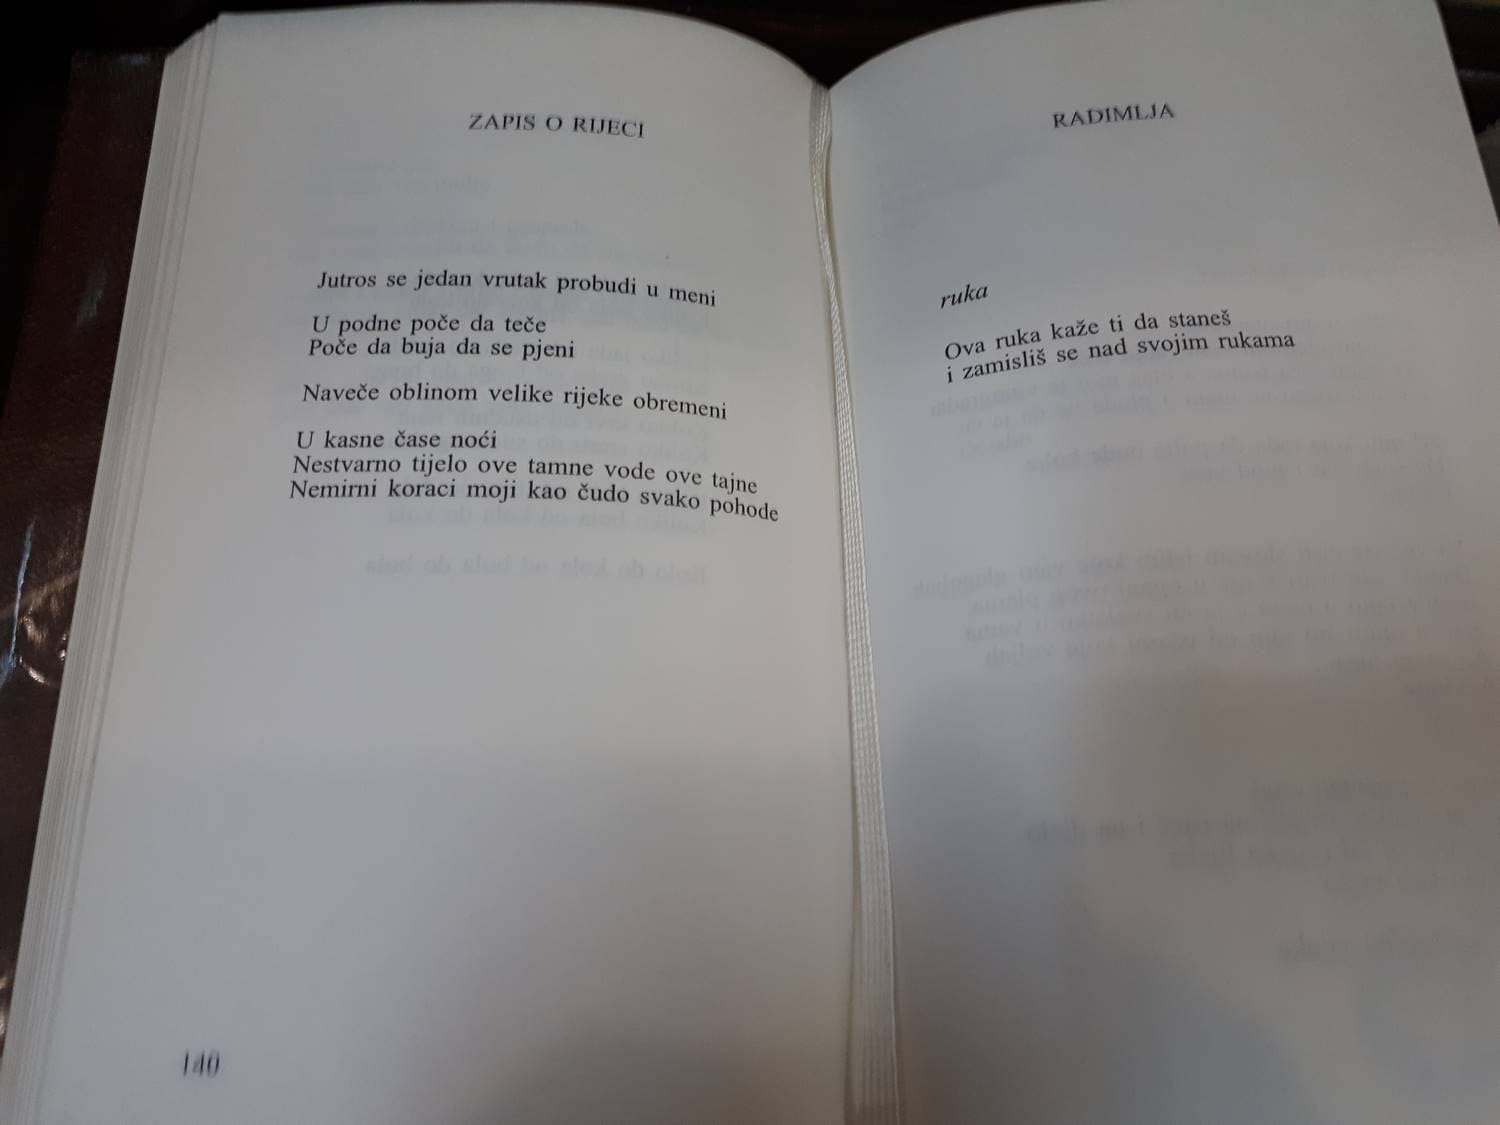 ZAPIS O RIJECI
Jutros se jedan vrutak probudi u meni
U podne poče da teče
Poče da buja da se pjeni
Naveče oblinom velike rijeke obremeni
U kasne čase noći
Nestvarno tijelo ove tamne vode ove tajne
Nemirni koraci moji kao čudo svako pohode
140
RADIMLJA
ruka
Ova ruka kaže ti da staneš
i zamisliš se nad svojim rukama